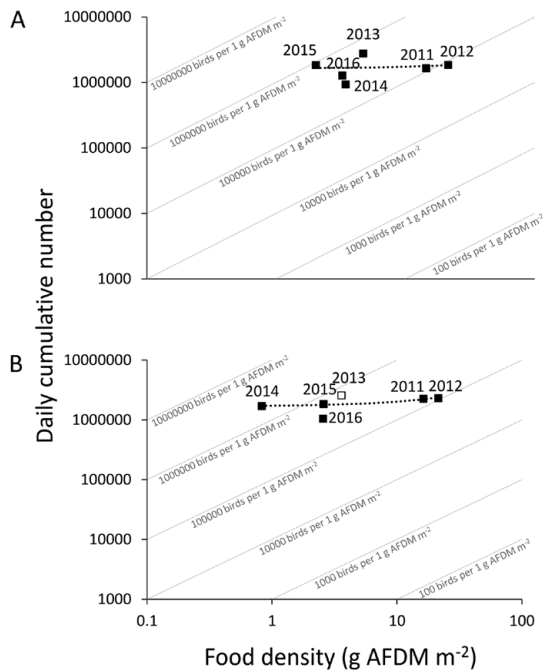 A
10000000
1000000
100000
10000
1000
2015
2016
2013
2014
2011
2012
10000000 birds per 1 g AFDM m-2
1000000 birds per 1 g AFDM m-2
100000 birds per 1 g AFDM m-2
10000 birds per 1 g AFDM m-2
1000 birds per 1 g AFDM m-2
100 birds per 1 g AFDM m-2
Daily cumulative number
B
10000000
1000000
100000
10000
1000
2014
2015
2013
2016
2011
2012
10000000 birds per 1 g AFDM m-2
1000000 birds per 1 g AFDM m-2
100000 birds per 1 g AFDM m-2
10000 birds per 1 g AFDM m-2
1000 birds per 1 g AFDM m-2
100 birds per 1 g AFDM m-2
0.1
1
10
100
Food density (g AFDM m-2)